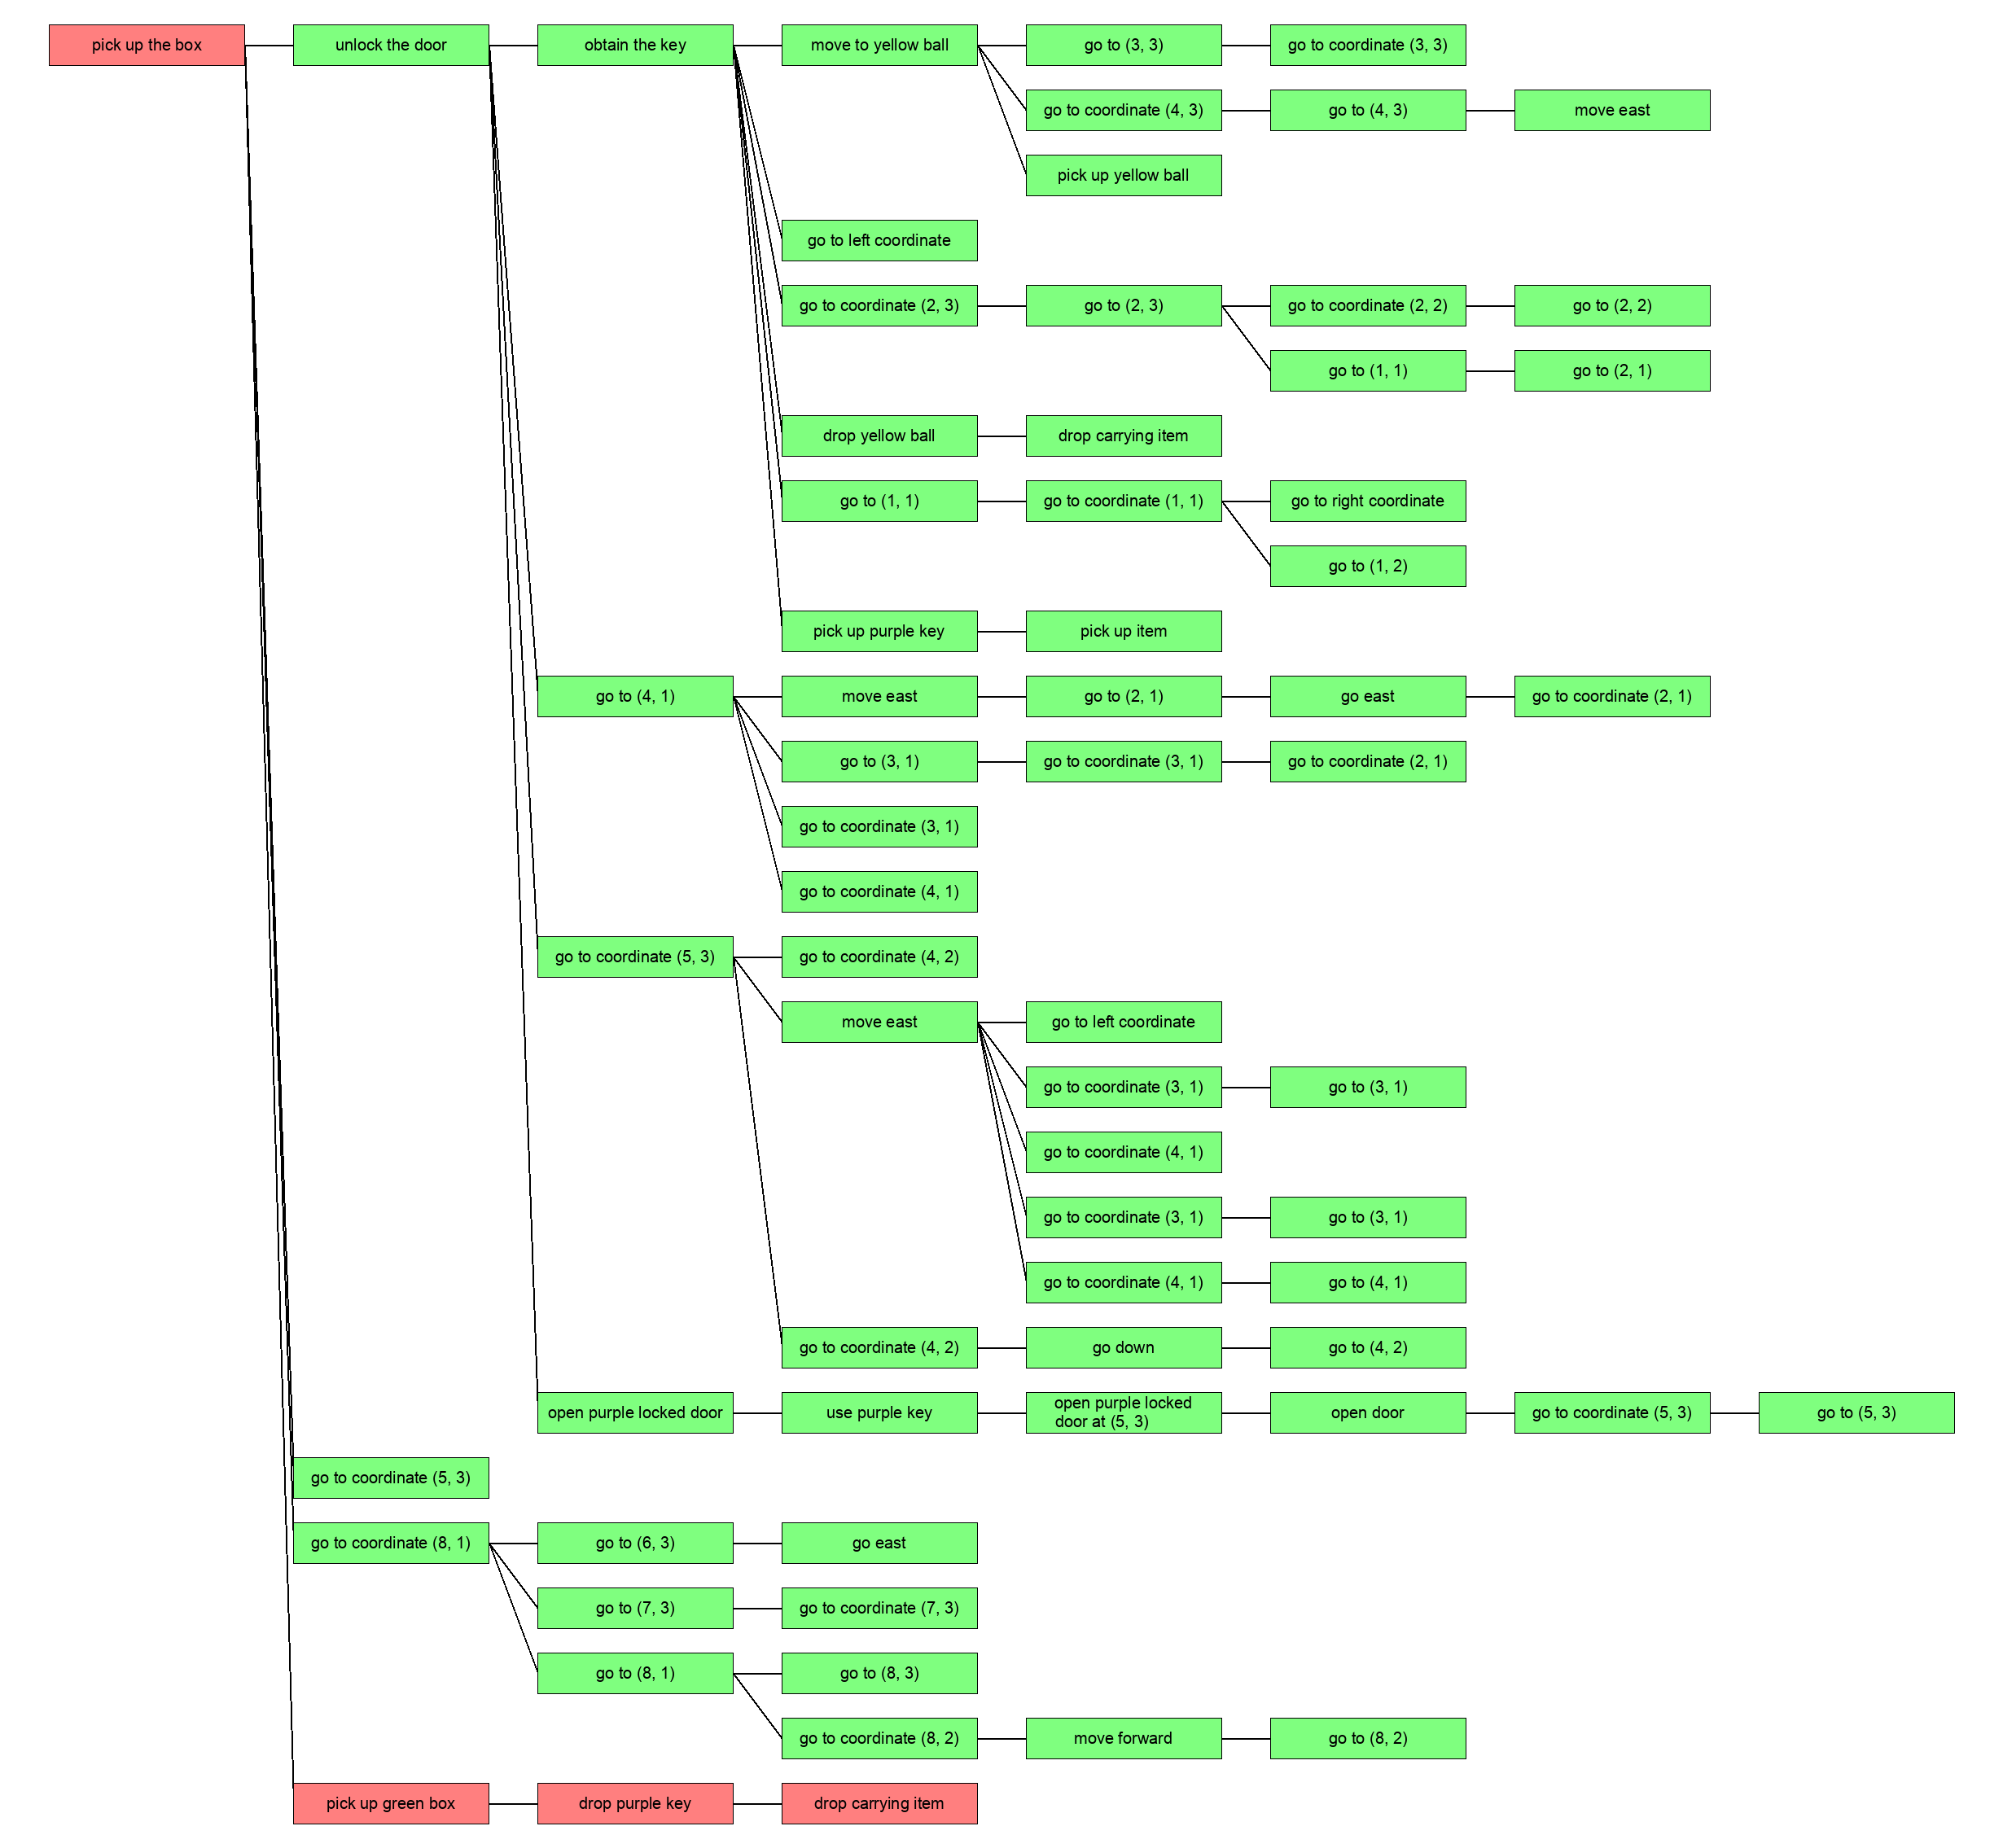 pick up the box
unlock the door
obtain the key
move to yellow ball
go to (3, 3)
go to coordinate (3, 3)
go to coordinate (4, 3)
go to (4, 3)
move east
pick up yellow ball
go to left coordinate
go to coordinate (2, 3)
go to (2, 3)
go to coordinate (2, 2)
go to (2, 2)
go to (1, 1)
go to (2, 1)
drop yellow ball
drop carrying item
go to (1, 1)
go to coordinate (1, 1)
go to right coordinate
go to (1, 2)
pick up purple key
pick up item
go to (4, 1)
move east
go to (2, 1)
go east
go to coordinate (2, 1)
go to (3, 1)
go to coordinate (3, 1)
go to coordinate (2, 1)
go to coordinate (3, 1)
go to coordinate (4, 1)
go to coordinate (5, 3)
go to coordinate (4, 2)
move east
go to left coordinate
go to coordinate (3, 1)
go to (3, 1)
go to coordinate (4, 1)
go to coordinate (3, 1)
go to (3, 1)
go to coordinate (4, 1)
go to (4, 1)
go to coordinate (4, 2)
go down
go to (4, 2)
open purple locked door
use purple key
open purple locked
door at (5, 3)
open door
go to coordinate (5, 3)
go to (5, 3)
go to coordinate (5, 3)
go to coordinate (8, 1)
go to (6, 3)
go east
go to (7, 3)
go to coordinate (7, 3)
go to (8, 1)
go to (8, 3)
go to coordinate (8, 2)
move forward
go to (8, 2)
pick up green box
drop purple key
drop carrying item